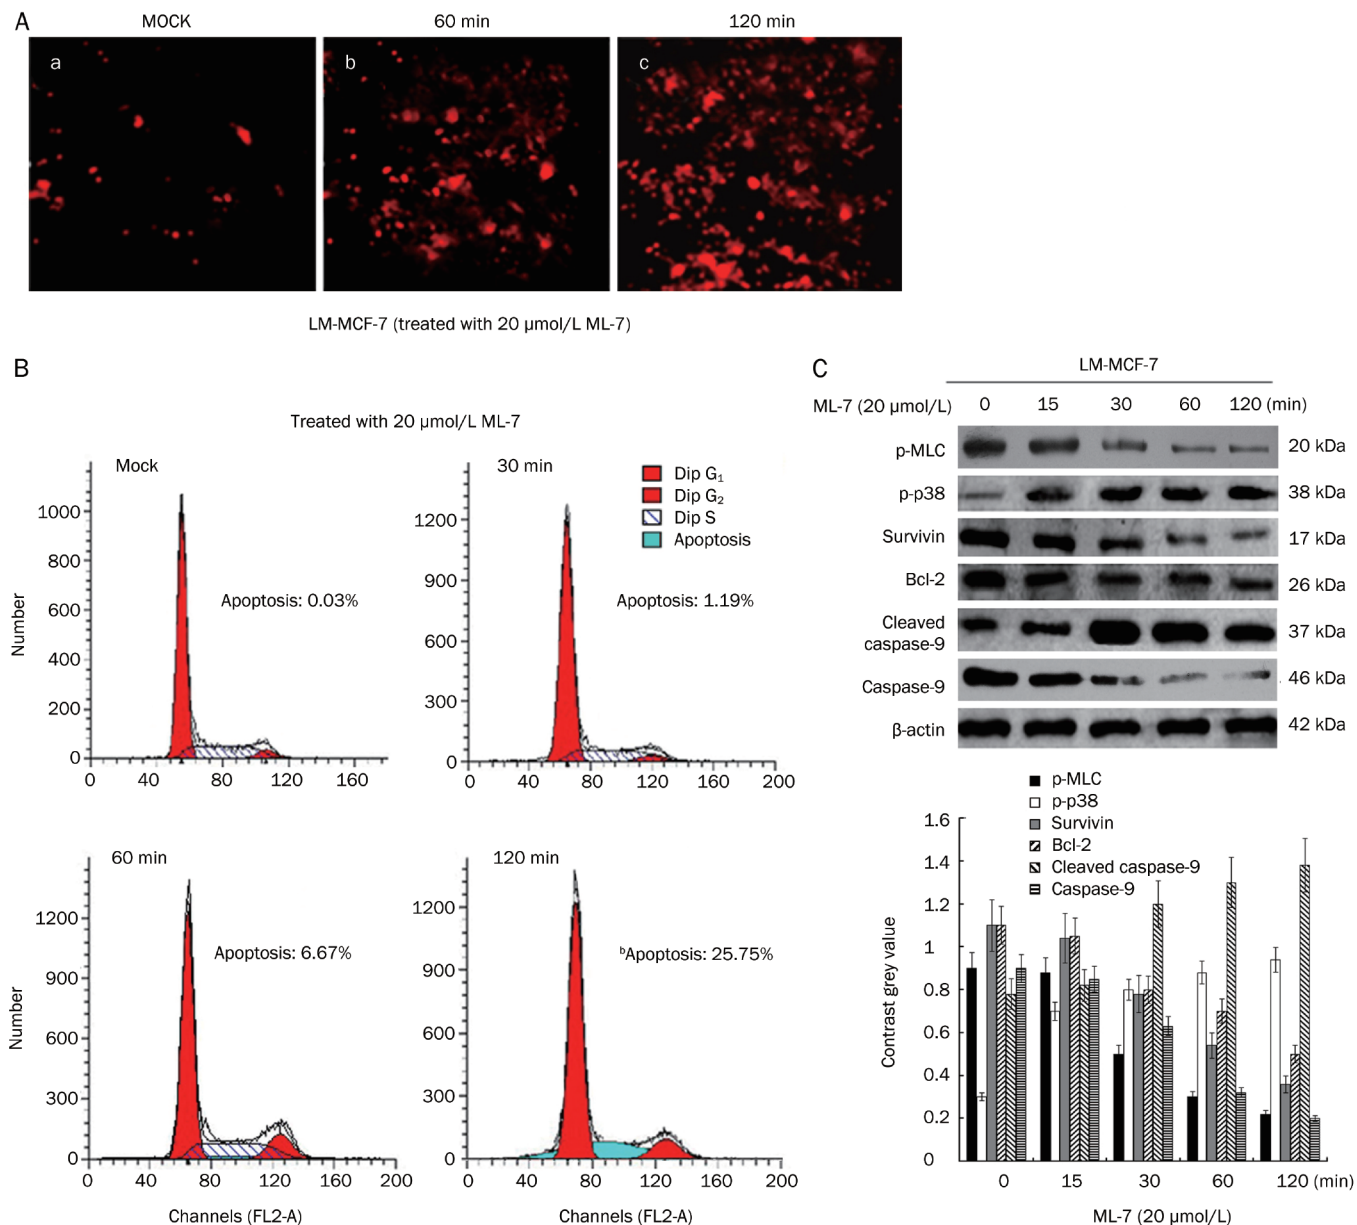 A
MOCK 60 min 120 min
a b c
LM-MCF-7 (treated with 20 µmol/L ML-7)
B
Treated with 20 µmol/L ML-7
Mock
Number
1000
800
600
400
200
0
Apoptosis: 0.03%
0 40 80 120 160
30 min
Dip G₁
Dip G₂
Dip S
Apoptosis
1200
900
600
300
0
Apoptosis: 1.19%
0 40 80 120 160 200
60 min
Number
1200
900
600
300
0
Apoptosis: 6.67%
0 40 80 120 160 200
Channels (FL2-A)
120 min
1200
900
600
300
0
ᵇApoptosis: 25.75%
0 40 80 120 160 200
Channels (FL2-A)
C
LM-MCF-7
ML-7 (20 µmol/L) 0 15 30 60 120 (min)
p-MLC 20 kDa
p-p38 38 kDa
Survivin 17 kDa
Bcl-2 26 kDa
Cleaved
caspase-9 37 kDa
Caspase-9 46 kDa
β-actin 42 kDa
p-MLC
p-p38
Survivin
Bcl-2
Cleaved caspase-9
Caspase-9
Contrast grey value
1.6
1.4
1.2
1
0.8
0.6
0.4
0.2
0
0 15 30 60 120 (min)
ML-7 (20 µmol/L)